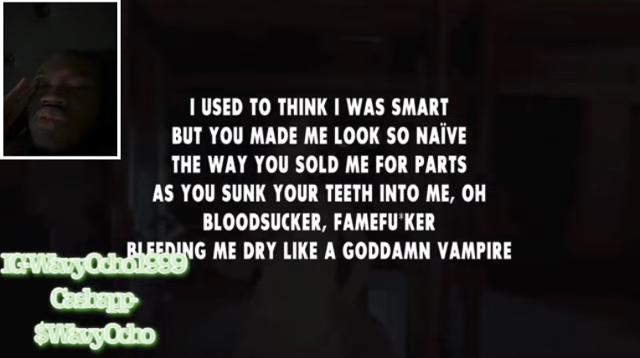 I USED TO THINK I WAS SMART
BUT YOU MADE ME LOOK SO NAÏVE
THE WAY YOU SOLD ME FOR PARTS
AS YOU SUNK YOUR TEETH INTO ME, OH
BLOODSUCKER, FAMEFU*KER
BLEEDING ME DRY LIKE A GODDAMN VAMPIRE
IG-WavyOcho1999
Cashapp-
$WavyOcho